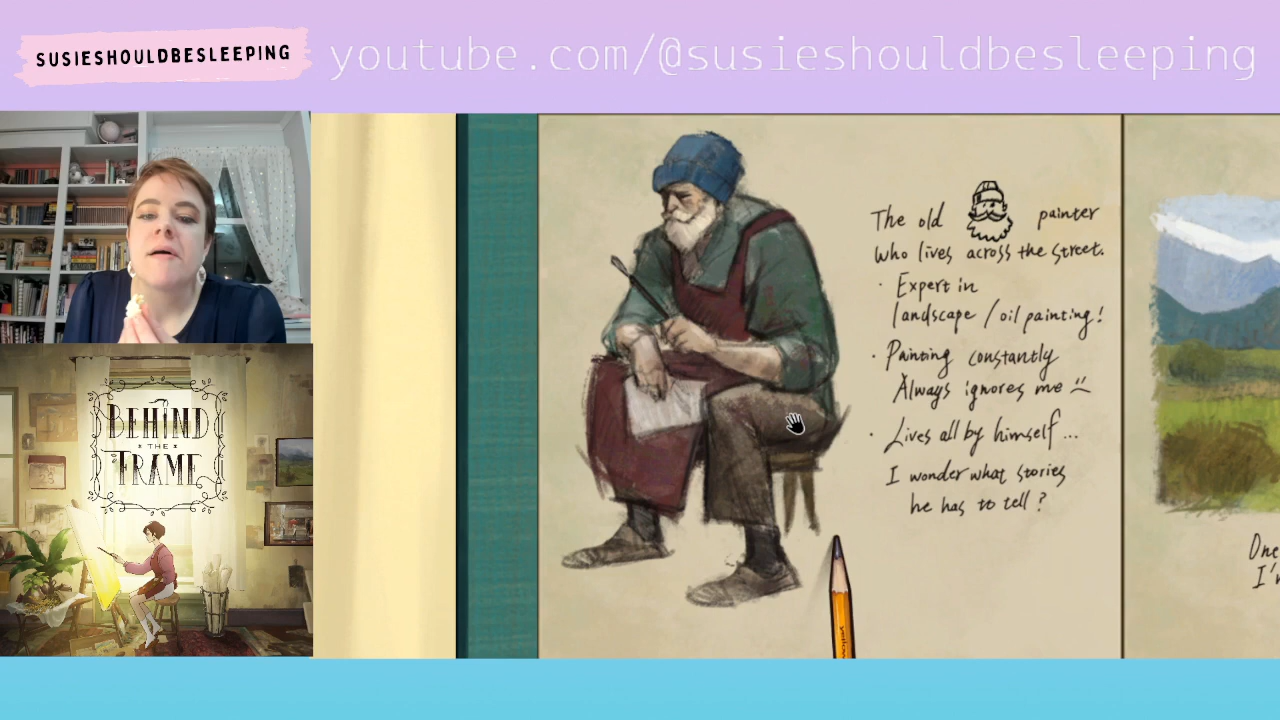 SUSIESHOULDBESLEEPING
youtube.com/@susieshouldbesleeping
BEHIND
THE
FRAME
The old painter
who lives across the street.
· Expert in
landscape / oil painting!
· Painting constantly
Always ignores me
· Lives all by himself...
I wonder what stories
he has to tell?
One